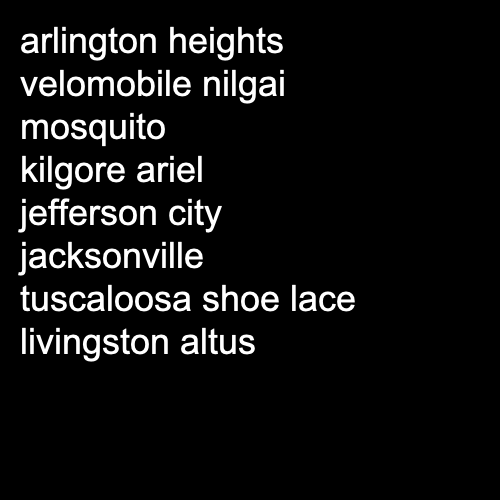 arlington heights
velomobile nilgai
mosquito
kilgore ariel
jefferson city
jacksonville
tuscaloosa shoe lace
livingston altus